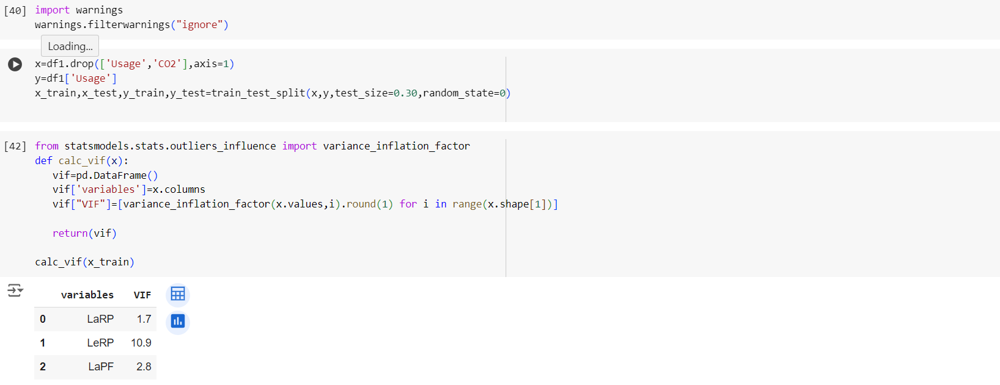 [40] import warnings
warnings.filterwarnings("ignore")
Loading...
x=df1.drop(['Usage','CO2'],axis=1)
y=df1['Usage']
x_train,x_test,y_train,y_test=train_test_split(x,y,test_size=0.30,random_state=0)
[42] from statsmodels.stats.outliers_influence import variance_inflation_factor
def calc_vif(x):
   vif=pd.DataFrame()
   vif['variables']=x.columns
   vif["VIF"]=[variance_inflation_factor(x.values,i).round(1) for i in range(x.shape[1])]
   return(vif)
calc_vif(x_train)
variables VIF
0 LaRP 1.7
1 LeRP 10.9
2 LaPF 2.8